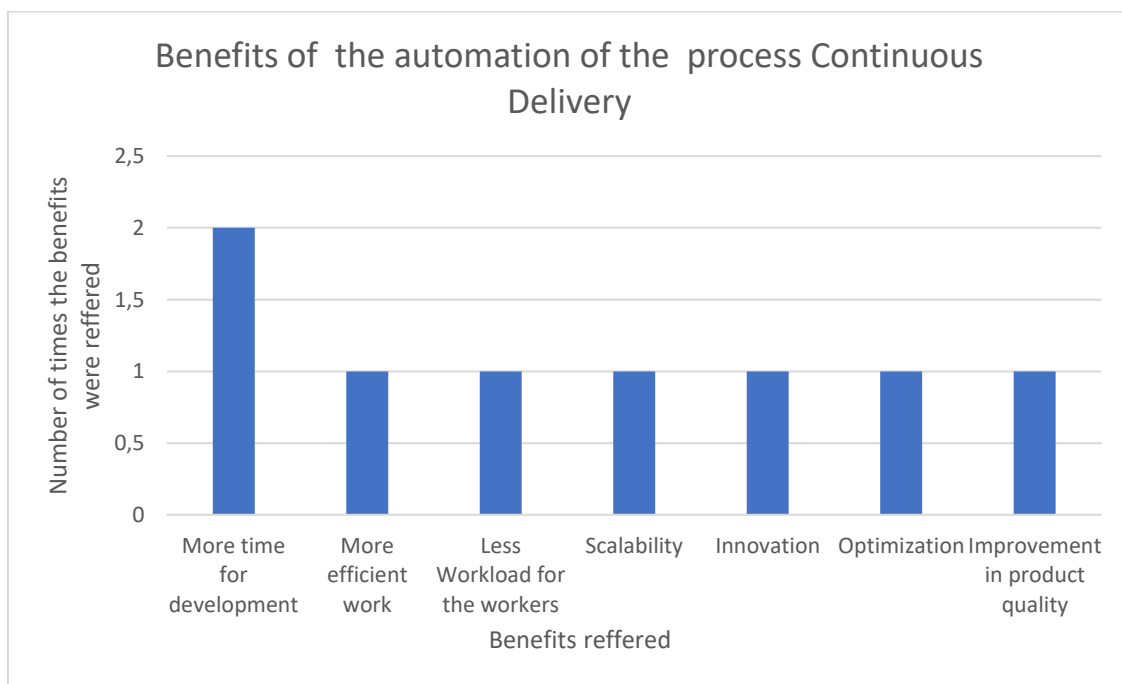 Benefits of  the automation of the  process Continuous
Delivery
Number of times the benefits
were reffered
2,5
2
1,5
1
0,5
0
More time
for
development
More
efficient
work
Less
Workload for
the workers
Scalability
Innovation
Optimization
Improvement
in product
quality
Benefits reffered